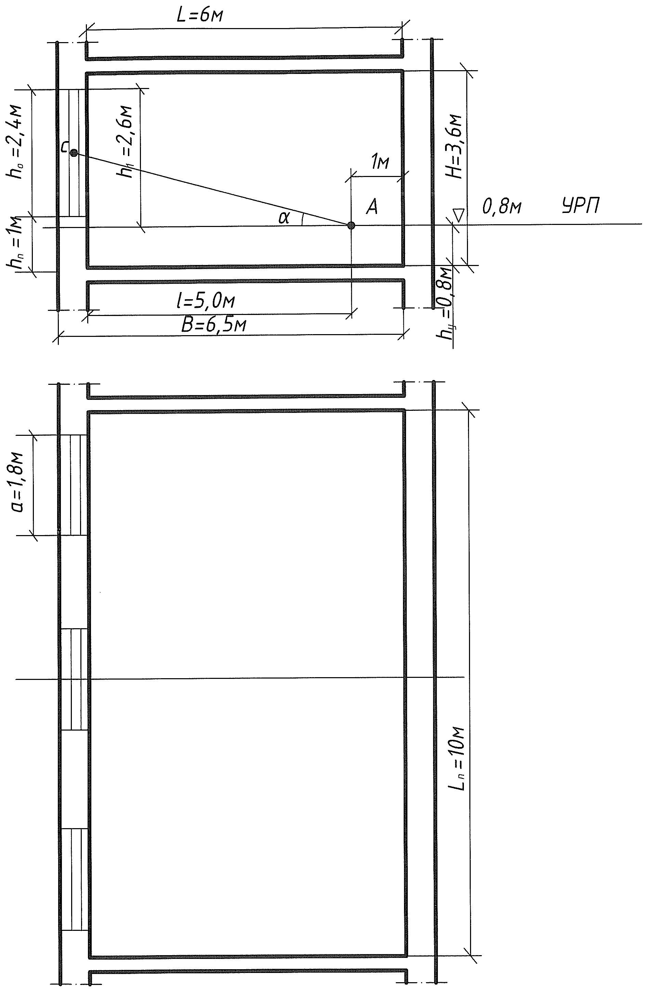 L=6м
hₒ=2,4м
h₁=2,6м
C
H=3,6м
1м
A
α
0,8м
УРП
hₙ=1м
l=5,0м
B=6,5м
hᵧ=0,8м
a=1,8м
Lₙ=10м